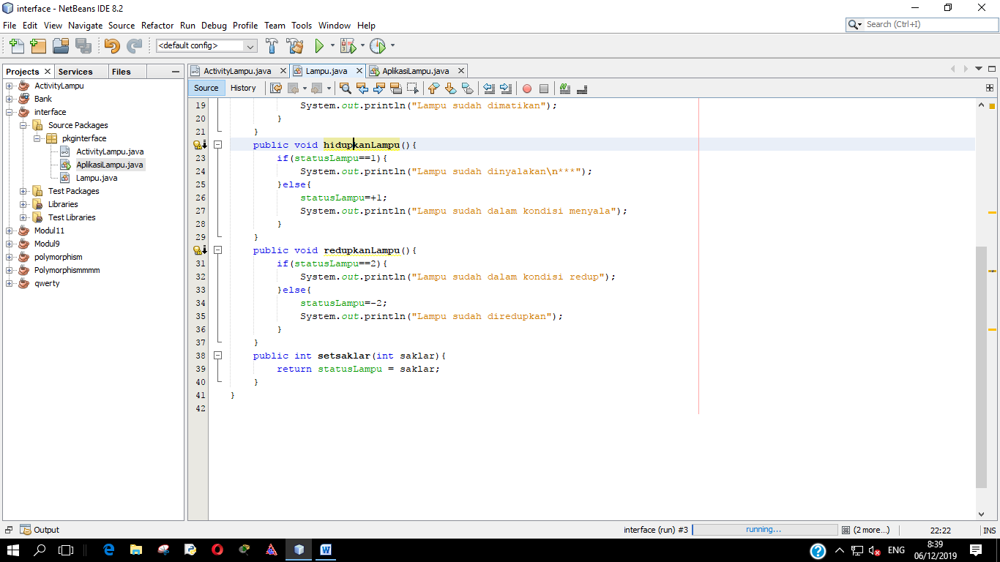 interface - NetBeans IDE 8.2
File Edit View Navigate Source Refactor Run Debug Profile Team Tools Window Help
Search (Ctrl+I)
<default config>
Projects Services Files
ActivityLampu
Bank
interface
Source Packages
pkginterface
ActivityLampu.java
AplikasiLampu.java
Lampu.java
Test Packages
Libraries
Test Libraries
Modul11
Modul9
polymorphism
Polymorphismmmm
qwerty
ActivityLampu.java Lampu.java AplikasiLampu.java
Source History
19 System.out.println("Lampu sudah dimatikan");
20 }
21 }
public void hidupkanLampu(){
23 if(statusLampu==1){
24 System.out.println("Lampu sudah dinyalakan\n***");
25 }else{
26 statusLampu=+1;
27 System.out.println("Lampu sudah dalam kondisi menyala");
28 }
29 }
public void redupkanLampu(){
31 if(statusLampu==2){
32 System.out.println("Lampu sudah dalam kondisi redup");
33 }else{
34 statusLampu=-2;
35 System.out.println("Lampu sudah diredupkan");
36 }
37 }
38 public int setsaklar(int saklar){
39 return statusLampu = saklar;
40 }
41 }
42
Output
interface (run) #3 running... (2 more...) 22:22 INS
ENG
8:39
06/12/2019